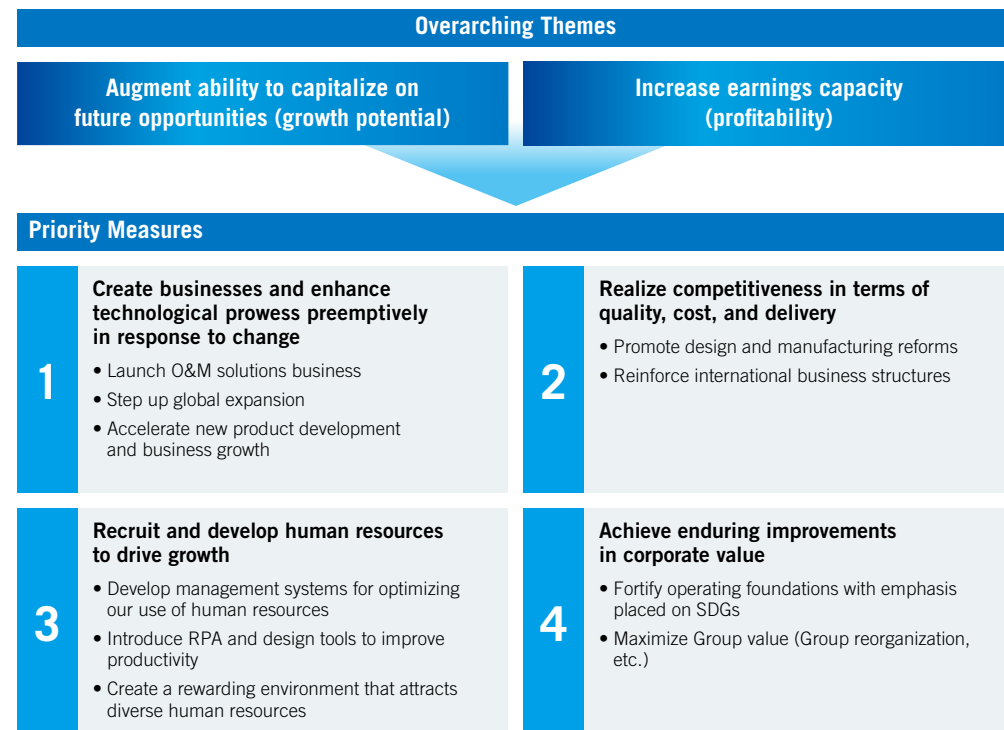 Overarching Themes
Augment ability to capitalize on
future opportunities (growth potential)
Increase earnings capacity
(profitability)
Priority Measures
1
Create businesses and enhance
technological prowess preemptively
in response to change
• Launch O&M solutions business
• Step up global expansion
• Accelerate new product development
and business growth
2
Realize competitiveness in terms of
quality, cost, and delivery
• Promote design and manufacturing reforms
• Reinforce international business structures
3
Recruit and develop human resources
to drive growth
• Develop management systems for optimizing
our use of human resources
• Introduce RPA and design tools to improve
productivity
• Create a rewarding environment that attracts
diverse human resources
4
Achieve enduring improvements
in corporate value
• Fortify operating foundations with emphasis
placed on SDGs
• Maximize Group value (Group reorganization,
etc.)